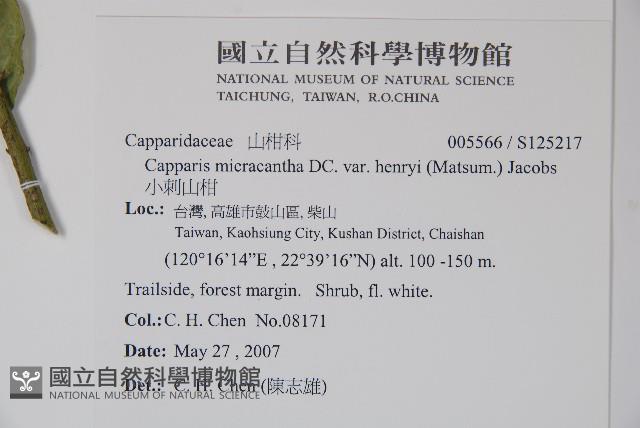 國立自然科學博物館
NATIONAL MUSEUM OF NATURAL SCIENCE
TAICHUNG, TAIWAN, R.O.CHINA
Capparidaceae 山柑科 005566 / S125217
Capparis micracantha DC. var. henryi (Matsum.) Jacobs
小刺山柑
Loc.: 台灣, 高雄市鼓山區, 柴山
Taiwan, Kaohsiung City, Kushan District, Chaishan
(120°16’14”E , 22°39’16”N) alt. 100 -150 m.
Trailside, forest margin. Shrub, fl. white.
Col.: C. H. Chen No.08171
Date: May 27 , 2007
Det.: C. H. Chen (陳志雄)
國立自然科學博物館
NATIONAL MUSEUM OF NATURAL SCIENCE